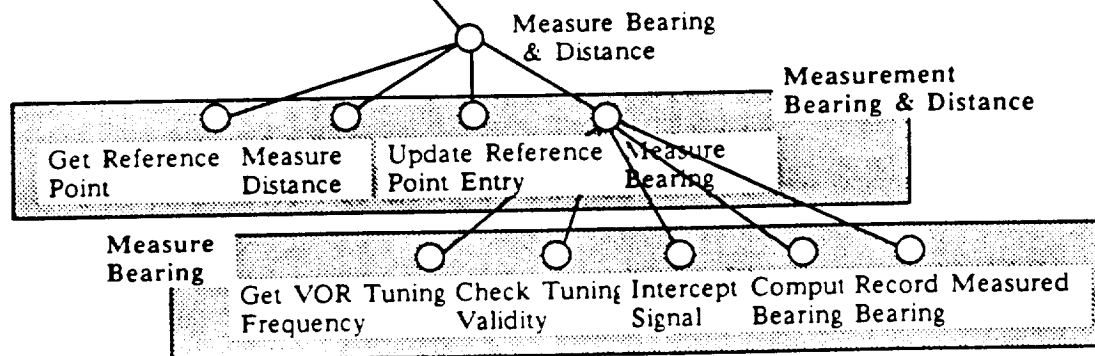 Measure Bearing
& Distance
Measurement
Bearing & Distance
Get Reference
Point
Measure
Distance
Update Reference
Point Entry
Measure
Bearing
Measure
Bearing
Get VOR Tuning
Frequency
Check Tuning
Validity
Intercept
Signal
Comput
Bearing
Record Measured
Bearing